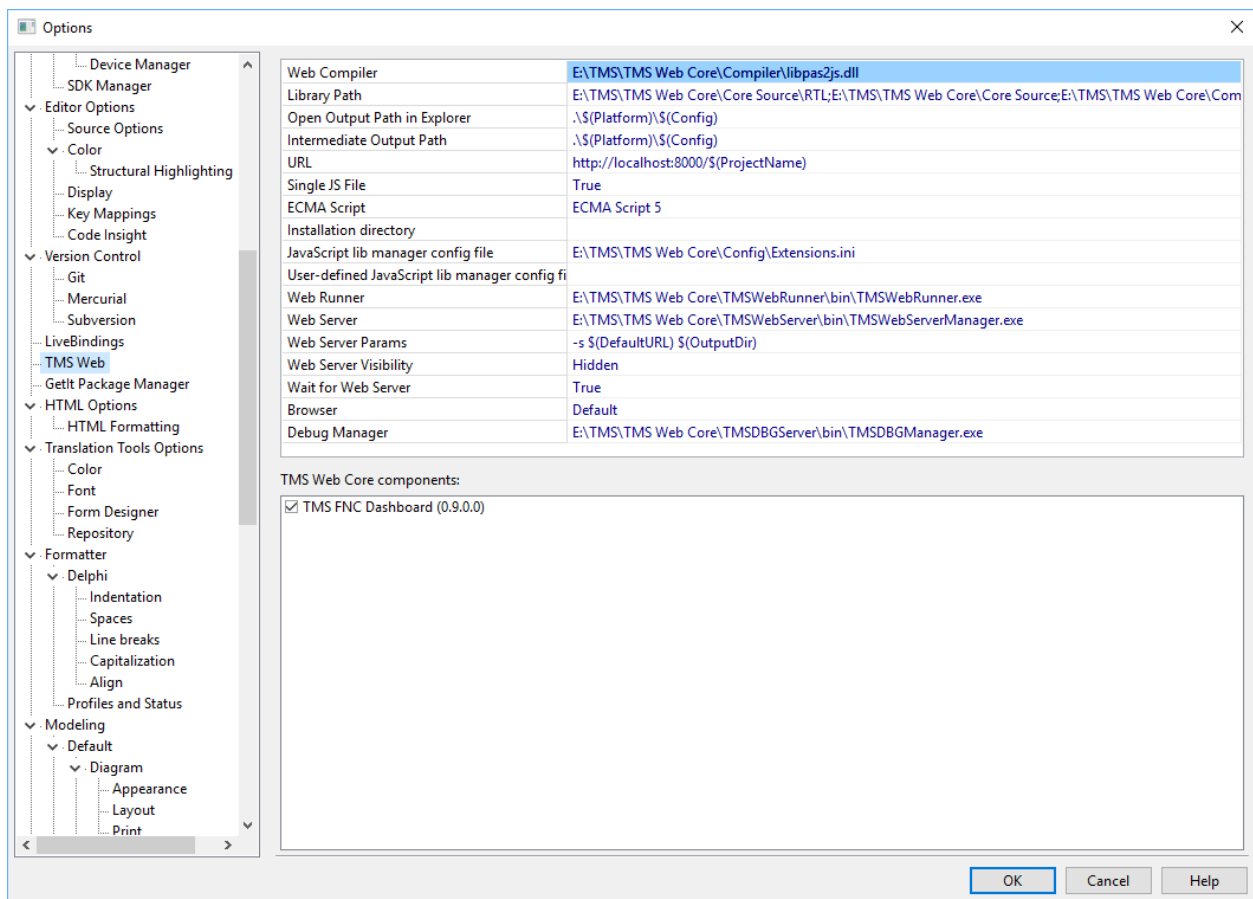 Options
Device Manager
SDK Manager
Editor Options
Source Options
Color
Structural Highlighting
Display
Key Mappings
Code Insight
Version Control
Git
Mercurial
Subversion
LiveBindings
TMS Web
GetIt Package Manager
HTML Options
HTML Formatting
Translation Tools Options
Color
Font
Form Designer
Repository
Formatter
Delphi
Indentation
Spaces
Line breaks
Capitalization
Align
Profiles and Status
Modeling
Default
Diagram
Appearance
Layout
Print
Web Compiler E:\TMS\TMS Web Core\Compiler\libpas2js.dll
Library Path E:\TMS\TMS Web Core\Core Source\RTL;E:\TMS\TMS Web Core\Core Source;E:\TMS\TMS Web Core\Com
Open Output Path in Explorer .\$(Platform)\$(Config)
Intermediate Output Path .\$(Platform)\$(Config)
URL http://localhost:8000/$(ProjectName)
Single JS File True
ECMA Script ECMA Script 5
Installation directory
JavaScript lib manager config file E:\TMS\TMS Web Core\Config\Extensions.ini
User-defined JavaScript lib manager config fi
Web Runner E:\TMS\TMS Web Core\TMSWebRunner\bin\TMSWebRunner.exe
Web Server E:\TMS\TMS Web Core\TMSWebServer\bin\TMSWebServerManager.exe
Web Server Params -s $(DefaultURL) $(OutputDir)
Web Server Visibility Hidden
Wait for Web Server True
Browser Default
Debug Manager E:\TMS\TMS Web Core\TMSDBGServer\bin\TMSDBGManager.exe
TMS Web Core components:
TMS FNC Dashboard (0.9.0.0)
OK Cancel Help